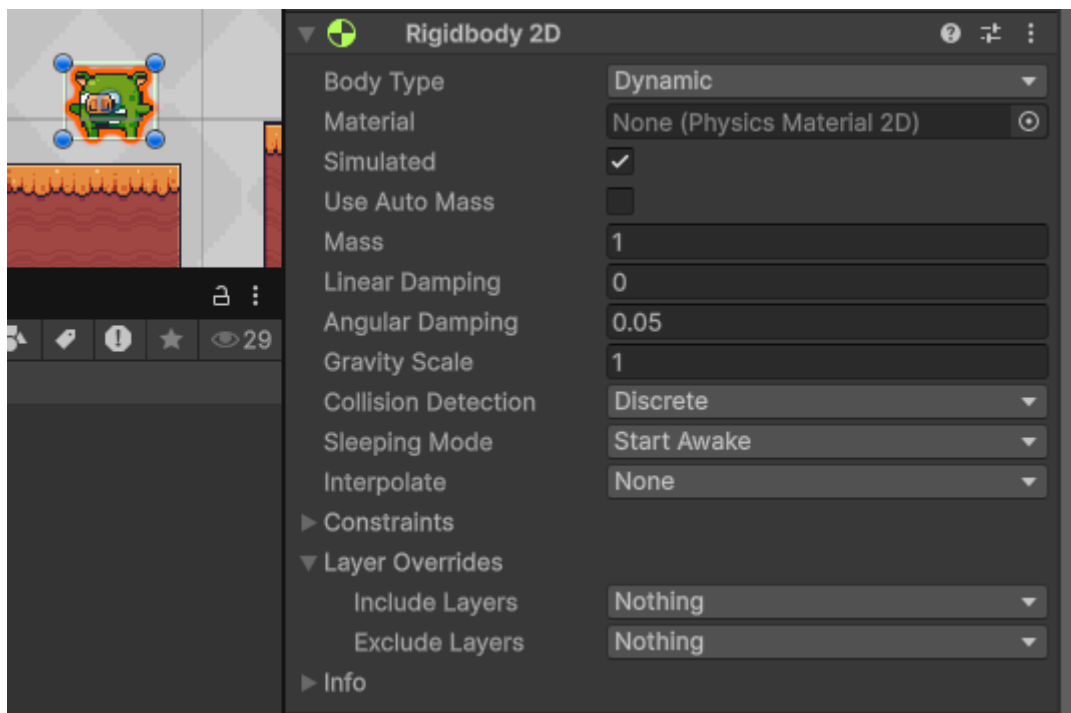 Rigidbody 2D
Body Type Dynamic
Material None (Physics Material 2D)
Simulated
Use Auto Mass
Mass 1
Linear Damping 0
Angular Damping 0.05
Gravity Scale 1
Collision Detection Discrete
Sleeping Mode Start Awake
Interpolate None
Constraints
Layer Overrides
Include Layers Nothing
Exclude Layers Nothing
Info
29